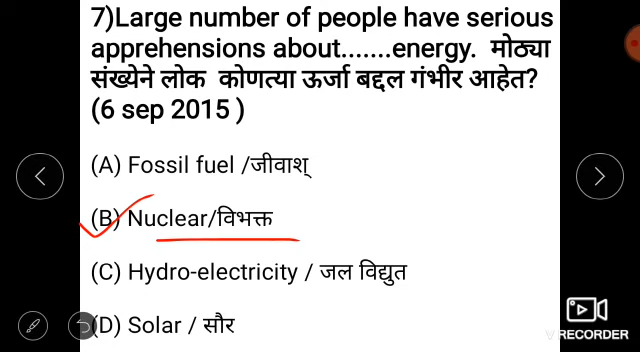 7)Large number of people have serious
apprehensions about.......energy. मोठ्या
संख्येने लोक कोणत्या ऊर्जा बद्दल गंभीर आहेत?
(6 sep 2015 )
(A) Fossil fuel /जीवाश्
(B) Nuclear/विभक्त
(C) Hydro-electricity / जल विद्युत
(D) Solar / सौर
V RECORDER